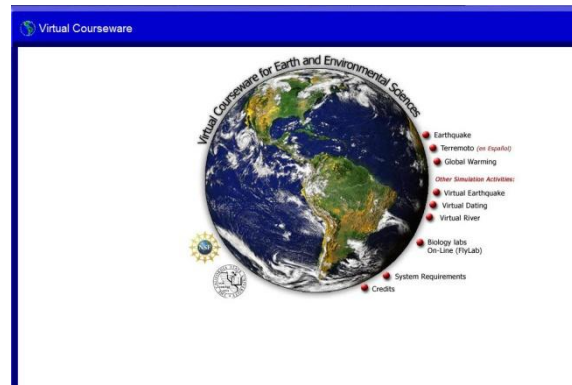 Virtual Courseware
Virtual Courseware for Earth and Environmental Sciences
Earthquake
Terremoto (en Español)
Global Warming
Other Simulation Activities:
Virtual Earthquake
Virtual Dating
Virtual River
Biology labs
On-Line (FlyLab)
System Requirements
Credits
NSF